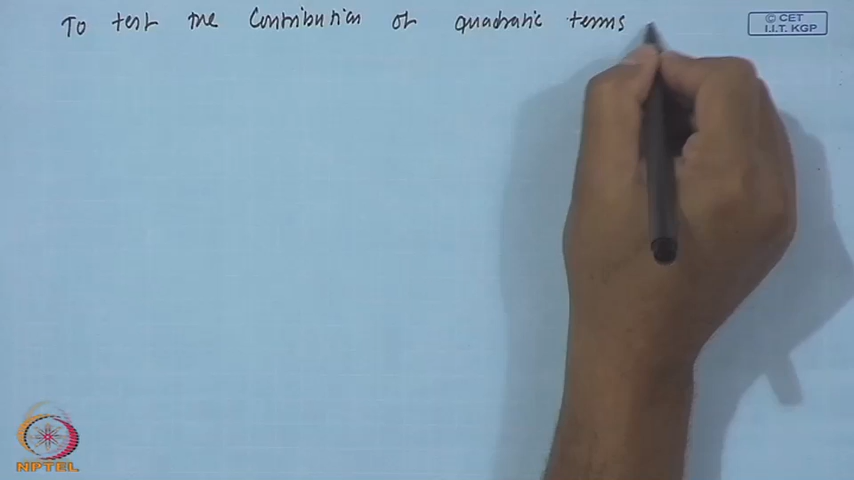 To test the Contribution of quadratic terms
© CET
I.I.T. KGP
NPTEL